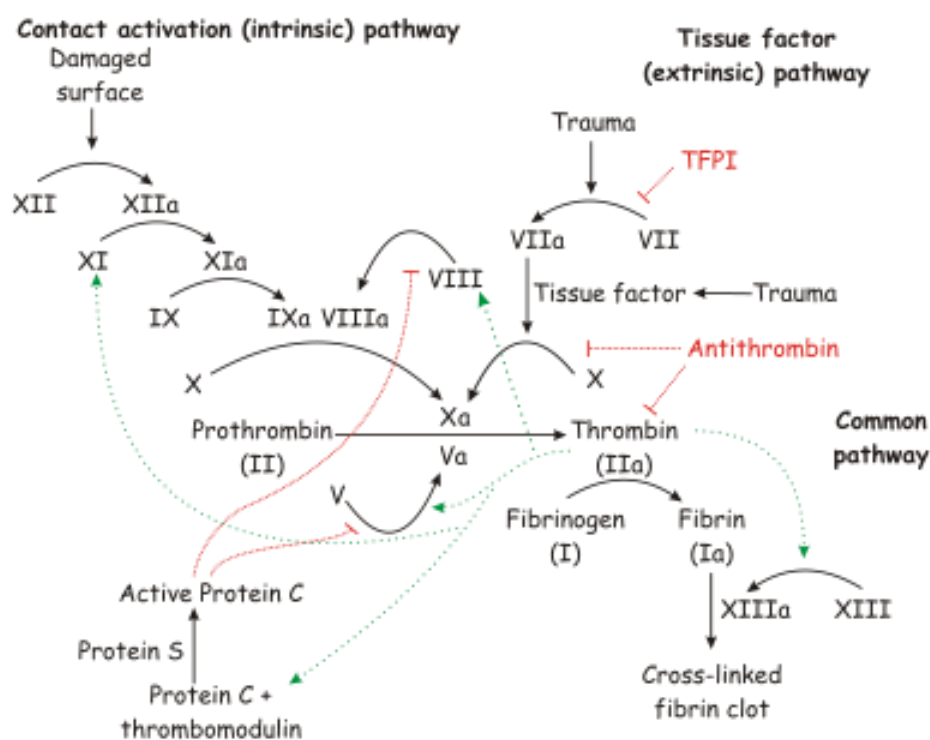 Contact activation (intrinsic) pathway
Damaged
surface
Tissue factor
(extrinsic) pathway
Trauma
TFPI
XII
XIIa
VIIa
VII
XI
XIa
VIII
Tissue factor
Trauma
IX
IXa
VIIIa
Antithrombin
X
X
Xa
Prothrombin
(II)
Va
Thrombin
(IIa)
Common
pathway
V
Fibrinogen
(I)
Fibrin
(Ia)
Active Protein C
XIIIa
XIII
Protein S
Protein C +
thrombomodulin
Cross-linked
fibrin clot